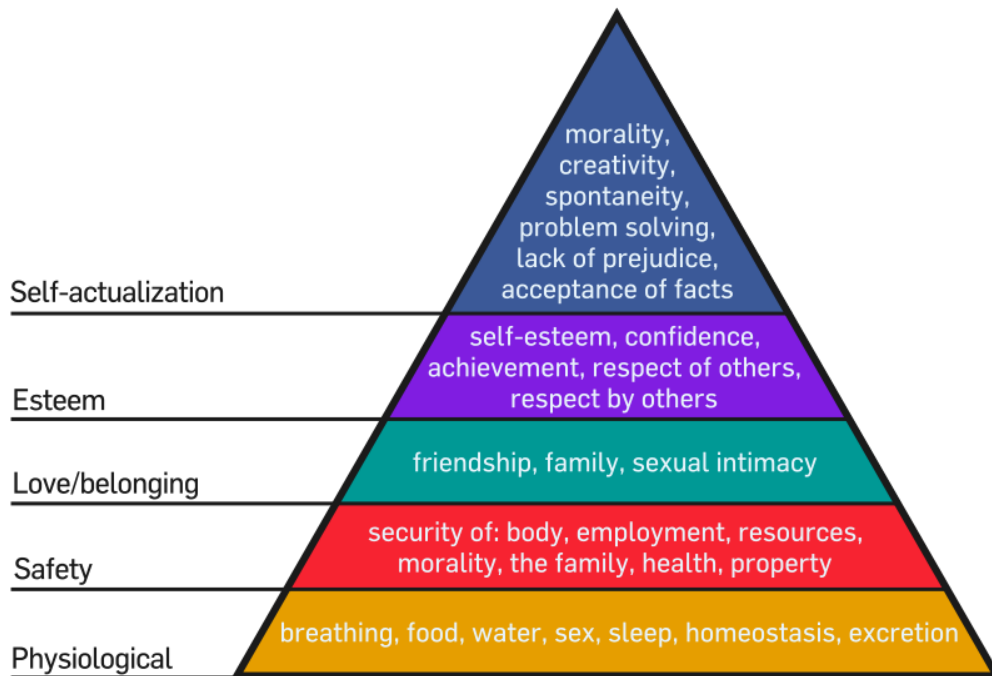 morality,
creativity,
spontaneity,
problem solving,
lack of prejudice,
acceptance of facts
Self-actualization
self-esteem, confidence,
achievement, respect of others,
respect by others
Esteem
friendship, family, sexual intimacy
Love/belonging
security of: body, employment, resources,
morality, the family, health, property
Safety
breathing, food, water, sex, sleep, homeostasis, excretion
Physiological